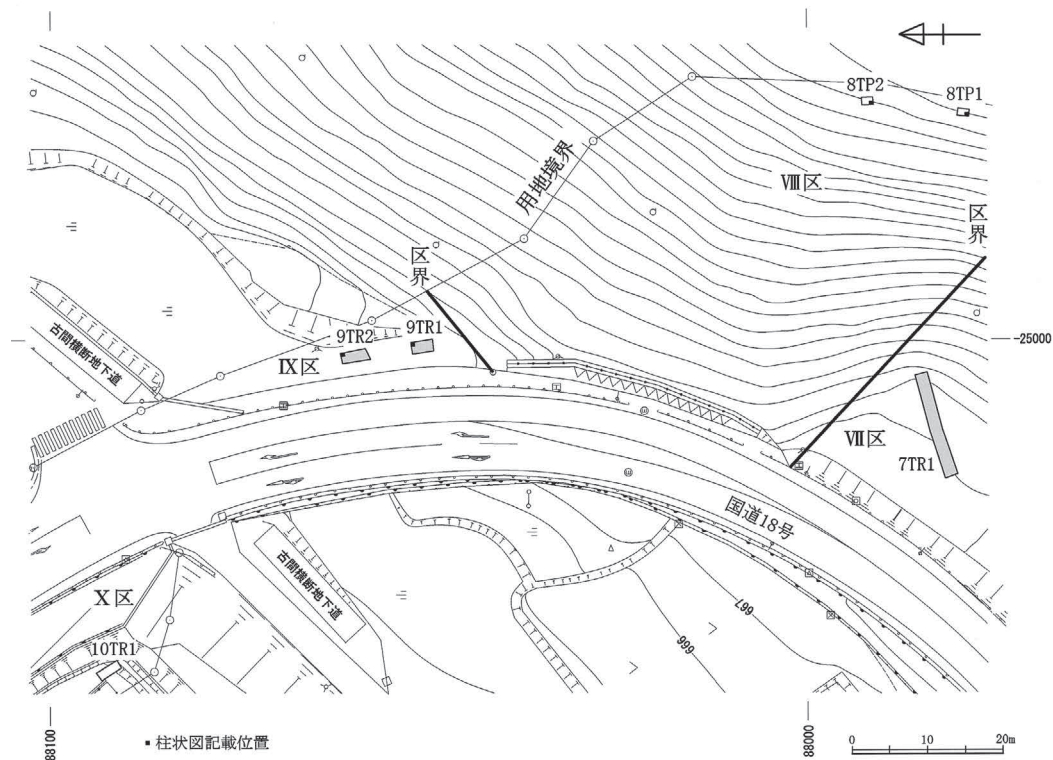 8TP2
8TP1
用地境界
Ⅷ区
区界
区界
-25000
9TR2
9TR1
古間横断地下道
Ⅸ区
Ⅶ区
7TR1
国道18号
古間横断地下道
Ⅹ区
10TR1
667
666
88100
88000
▪ 柱状図記載位置
0 10 20m